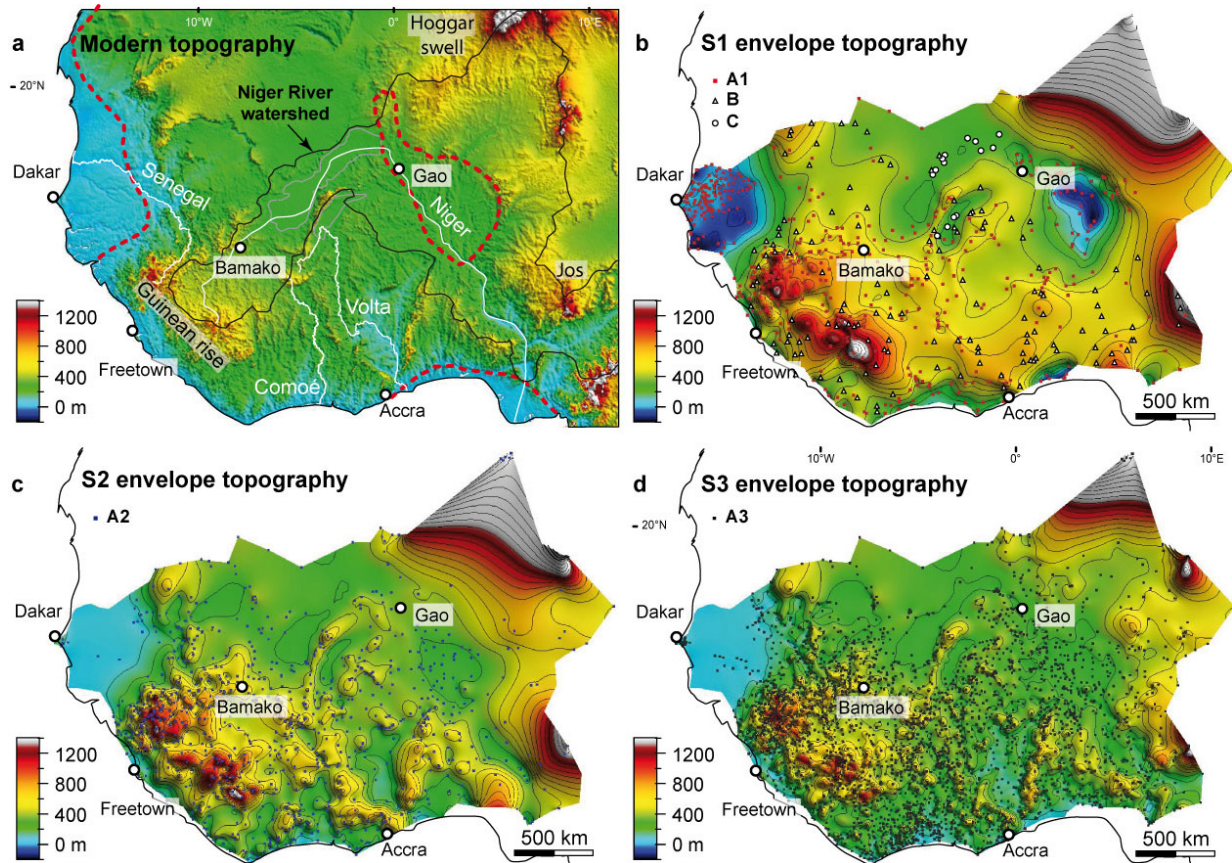 a
Modern topography
10°W
0°
10°E
Hoggar
swell
20°N
Niger River
watershed
Dakar
Senegal
Gao
Niger
Bamako
Guinean rise
Volta
Jos
1200
800
400
0 m
Freetown
Comoé
Accra
b
S1 envelope topography
A1
B
C
Dakar
Gao
Bamako
1200
800
400
0 m
Freetown
Accra
500 km
c
S2 envelope topography
A2
Dakar
Gao
Bamako
1200
800
400
0 m
Freetown
Accra
500 km
10°W
0°
10°E
d
S3 envelope topography
A3
20°N
Dakar
Gao
Bamako
1200
800
400
0 m
Freetown
Accra
500 km